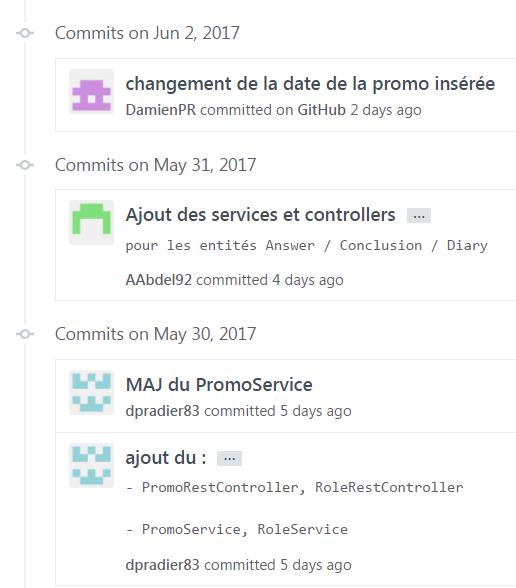 Commits on Jun 2, 2017
changement de la date de la promo insérée
DamienPR committed on GitHub 2 days ago
Commits on May 31, 2017
Ajout des services et controllers …
pour les entités Answer / Conclusion / Diary
AAbdel92 committed 4 days ago
Commits on May 30, 2017
MAJ du PromoService
dpradier83 committed 5 days ago
ajout du : …
- PromoRestController, RoleRestController
- PromoService, RoleService
dpradier83 committed 5 days ago